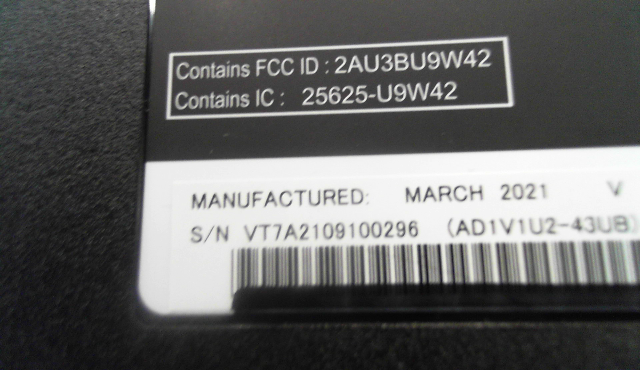 Contains FCC ID : 2AU3BU9W42
Contains IC : 25625-U9W42
MANUFACTURED: MARCH 2021 V
S/N VT7A2109100296 (AD1V1U2-43UB)